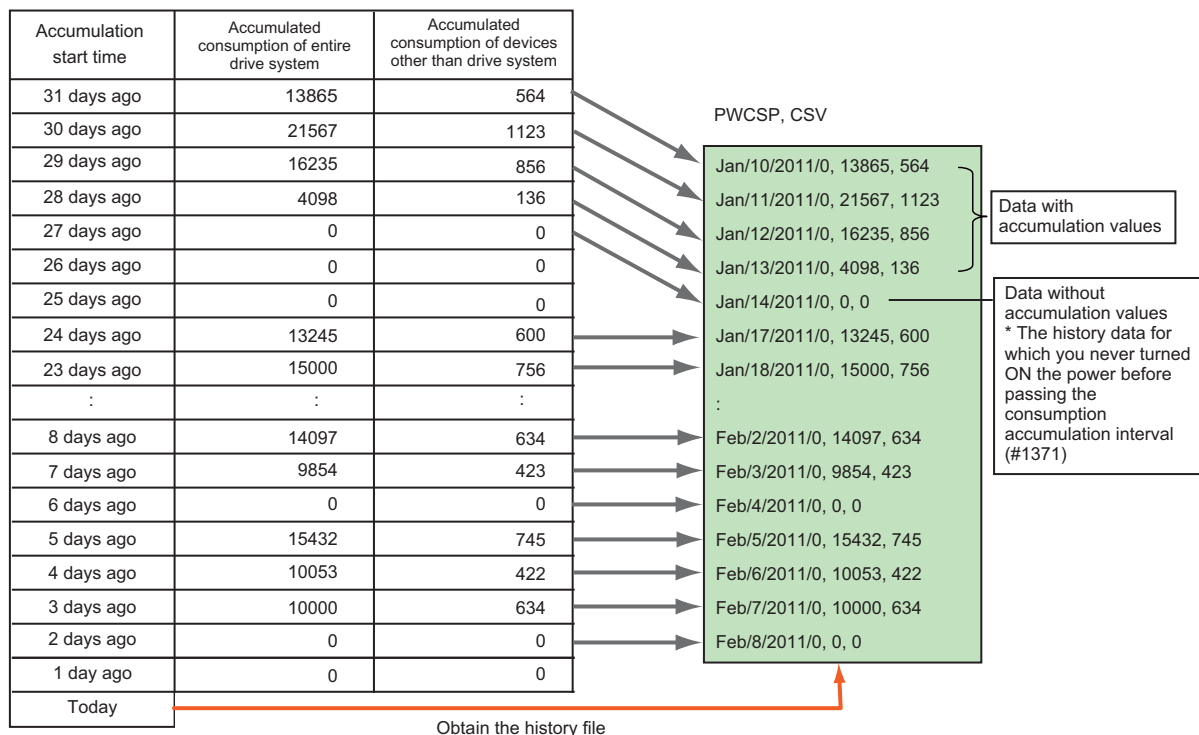 Accumulation
start time
Accumulated
consumption of entire
drive system
Accumulated
consumption of devices
other than drive system
31 days ago 13865 564
30 days ago 21567 1123
29 days ago 16235 856
28 days ago 4098 136
27 days ago 0 0
26 days ago 0 0
25 days ago 0 0
24 days ago 13245 600
23 days ago 15000 756
: : :
8 days ago 14097 634
7 days ago 9854 423
6 days ago 0 0
5 days ago 15432 745
4 days ago 10053 422
3 days ago 10000 634
2 days ago 0 0
1 day ago 0 0
Today
Obtain the history file
PWCSP, CSV
Jan/10/2011/0, 13865, 564
Jan/11/2011/0, 21567, 1123
Jan/12/2011/0, 16235, 856
Jan/13/2011/0, 4098, 136
Jan/14/2011/0, 0, 0
Jan/17/2011/0, 13245, 600
Jan/18/2011/0, 15000, 756
:
Feb/2/2011/0, 14097, 634
Feb/3/2011/0, 9854, 423
Feb/4/2011/0, 0, 0
Feb/5/2011/0, 15432, 745
Feb/6/2011/0, 10053, 422
Feb/7/2011/0, 10000, 634
Feb/8/2011/0, 0, 0
Data with
accumulation values
Data without
accumulation values
* The history data for
which you never turned
ON the power before
passing the
consumption
accumulation interval
(#1371)